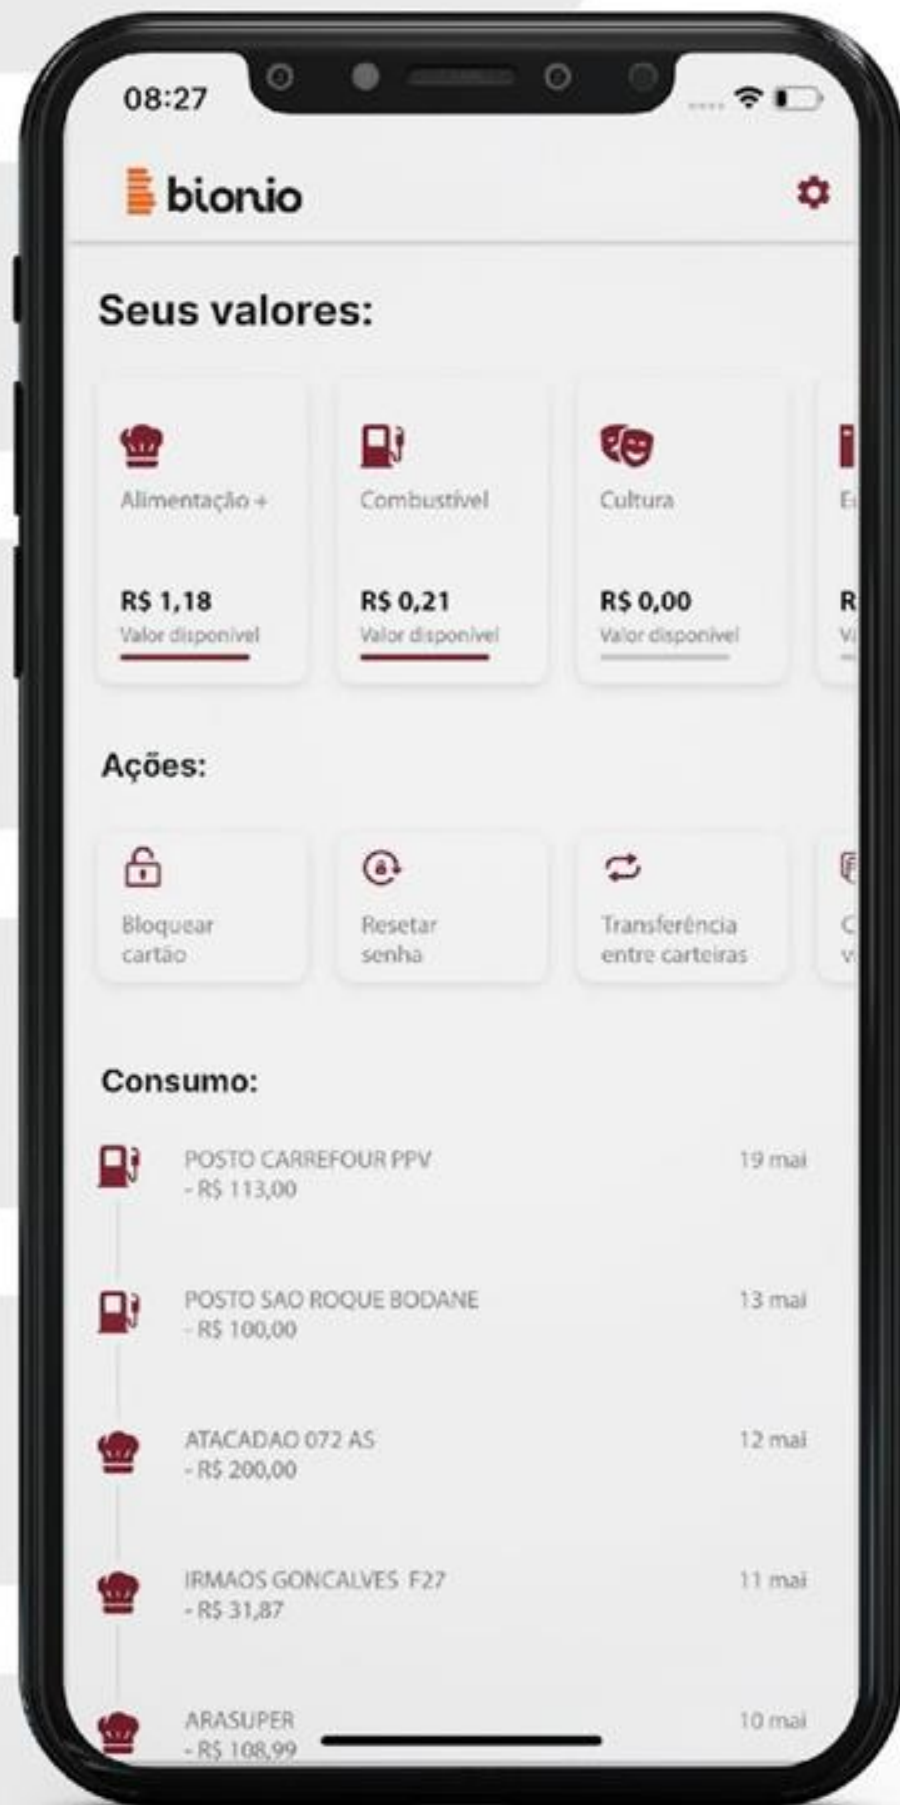 08:27
bionio
Seus valores:
Alimentação +
Combustível
Cultura
R$ 1,18
R$ 0,21
R$ 0,00
Valor disponível
Valor disponível
Valor disponível
Ações:
Bloquear
cartão
Resetar
senha
Transferência
entre carteiras
Consumo:
POSTO CARREFOUR PPV
19 mai
- R$ 113,00
POSTO SAO ROQUE BODANE
13 mai
- R$ 100,00
ATACADAO 072 AS
12 mai
- R$ 200,00
IRMAOS GONCALVES F27
11 mai
- R$ 31,87
ARASUPER
10 mai
- R$ 108,99